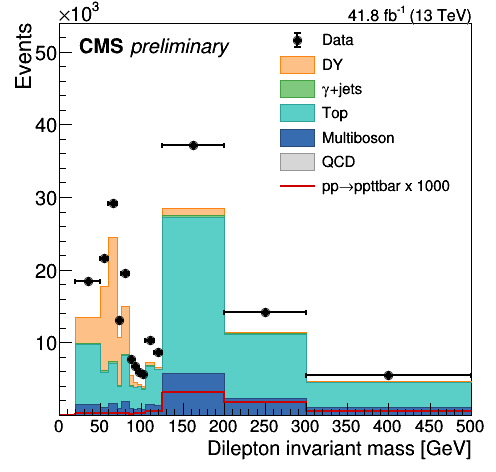 ×10³
41.8 fb⁻¹ (13 TeV)
CMS preliminary
Data
DY
γ+jets
Top
Multiboson
QCD
pp→ppttbar x 1000
Events
50
40
30
20
10
0
0 50 100 150 200 250 300 350 400 450 500
Dilepton invariant mass [GeV]